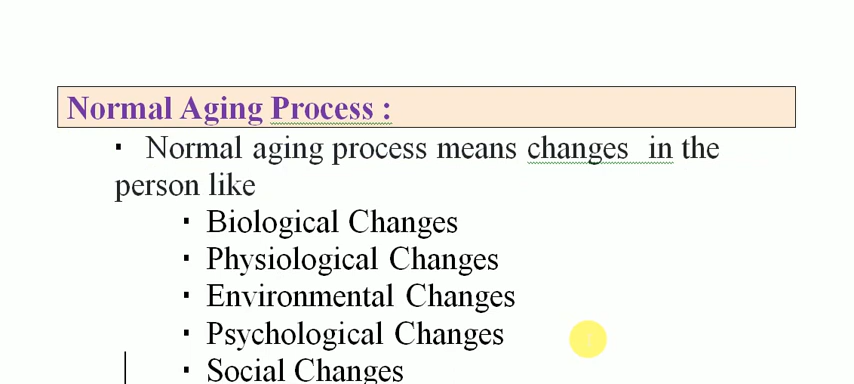 Normal Aging Process :
▪ Normal aging process means changes in the
person like
▪ Biological Changes
▪ Physiological Changes
▪ Environmental Changes
▪ Psychological Changes
▪ Social Changes